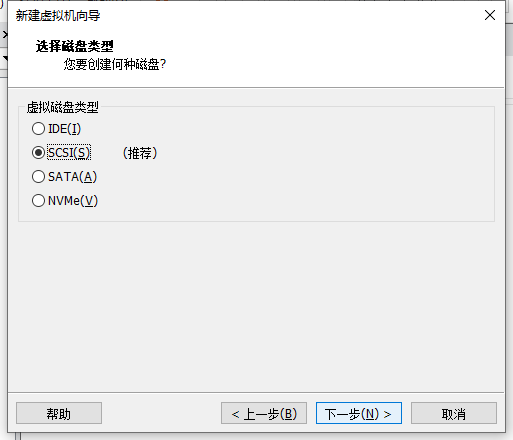 新建虚拟机向导
选择磁盘类型
您要创建何种磁盘?
虚拟磁盘类型
IDE(I)
SCSI(S) （推荐）
SATA(A)
NVMe(V)
帮助 < 上一步(B) 下一步(N) > 取消